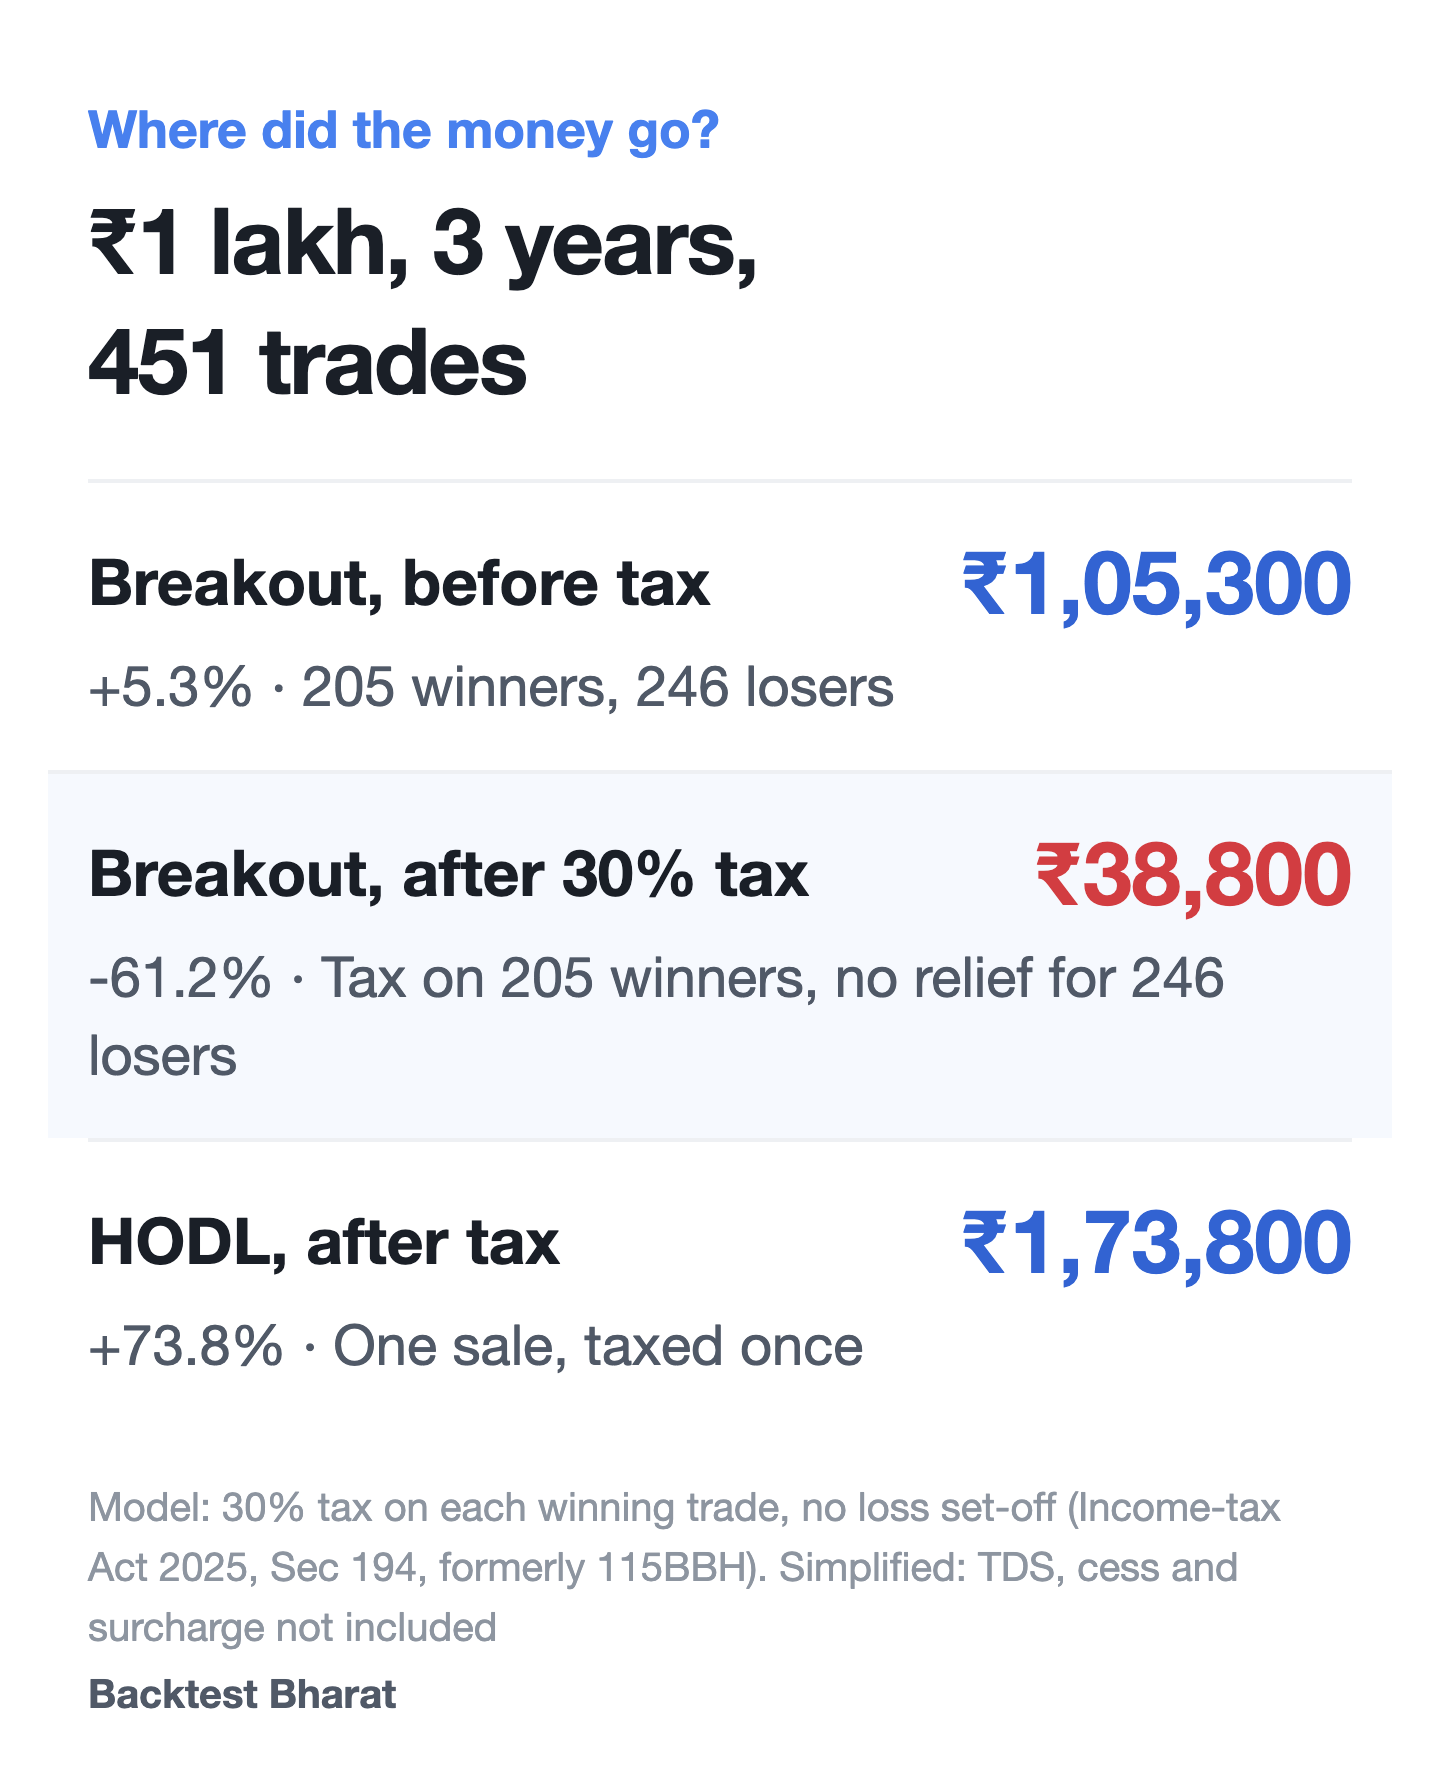 Where did the money go?
₹1 lakh, 3 years,
451 trades
Breakout, before tax
₹1,05,300
+5.3% · 205 winners, 246 losers
Breakout, after 30% tax
₹38,800
-61.2% · Tax on 205 winners, no relief for 246
losers
HODL, after tax
₹1,73,800
+73.8% · One sale, taxed once
Model: 30% tax on each winning trade, no loss set-off (Income-tax
Act 2025, Sec 194, formerly 115BBH). Simplified: TDS, cess and
surcharge not included
Backtest Bharat